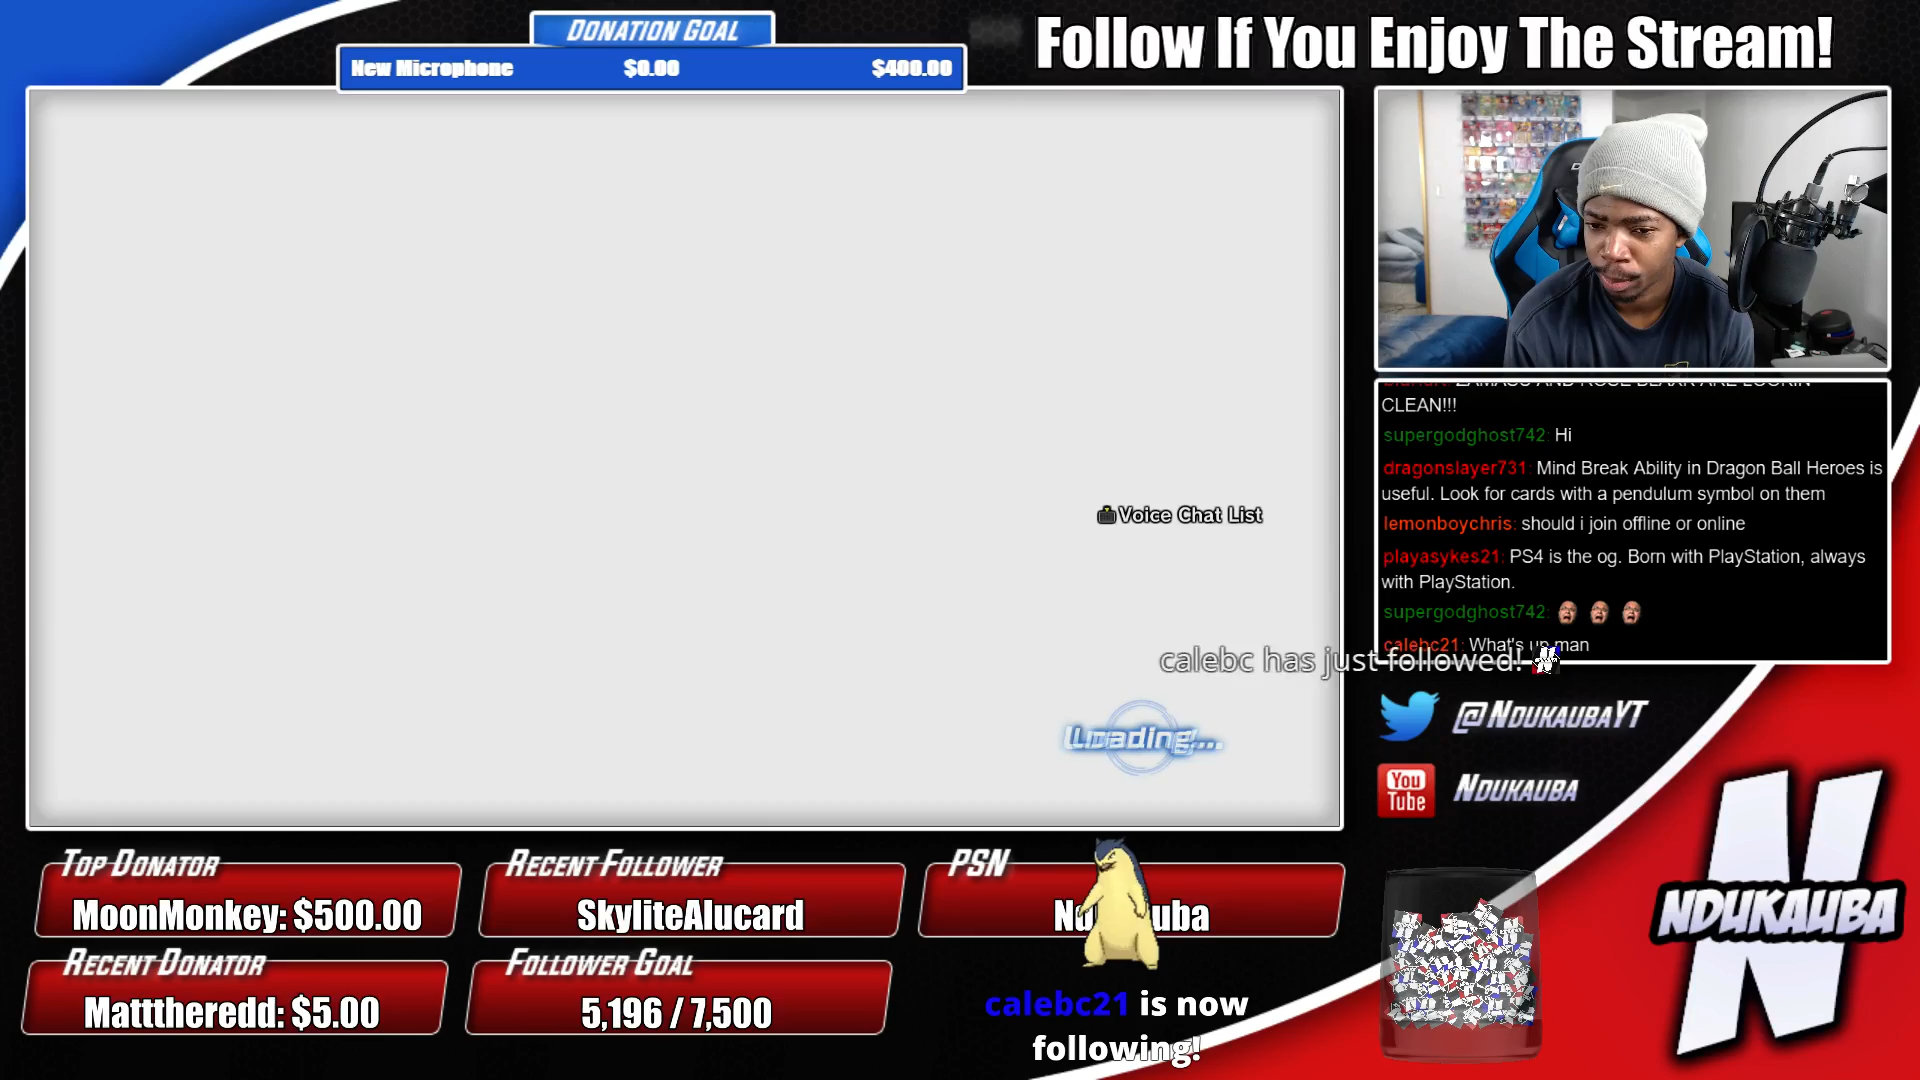 DONATION GOAL
New Microphone $0.00 $400.00
Follow If You Enjoy The Stream!
CLEAN!!!
supergodghost742: Hi
dragonslayer731: Mind Break Ability in Dragon Ball Heroes is
useful. Look for cards with a pendulum symbol on them
lemonboychris: should i join offline or online
playasykes21: PS4 is the og. Born with PlayStation, always
with PlayStation.
supergodghost742:
calebc21: What's up man
Voice Chat List
calebc has just followed!
Loading...
@NDUKAUBAYT
You
Tube
NDUKAUBA
TOP DONATOR
MoonMonkey: $500.00
RECENT FOLLOWER
SkyliteAlucard
PSN
RECENT DONATOR
Matttheredd: $5.00
FOLLOWER GOAL
5,196 / 7,500
calebc21 is now
following!
N
NDUKAUBA